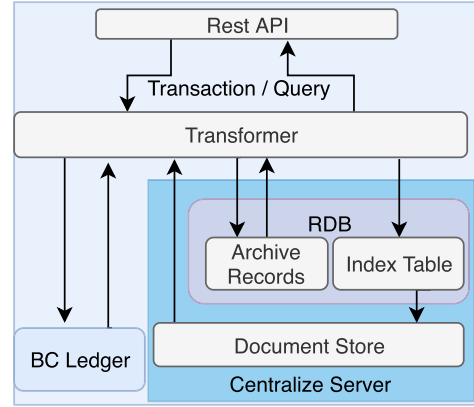 Rest API
Transaction / Query
Transformer
RDB
Archive
Records
Index Table
BC Ledger
Document Store
Centralize Server